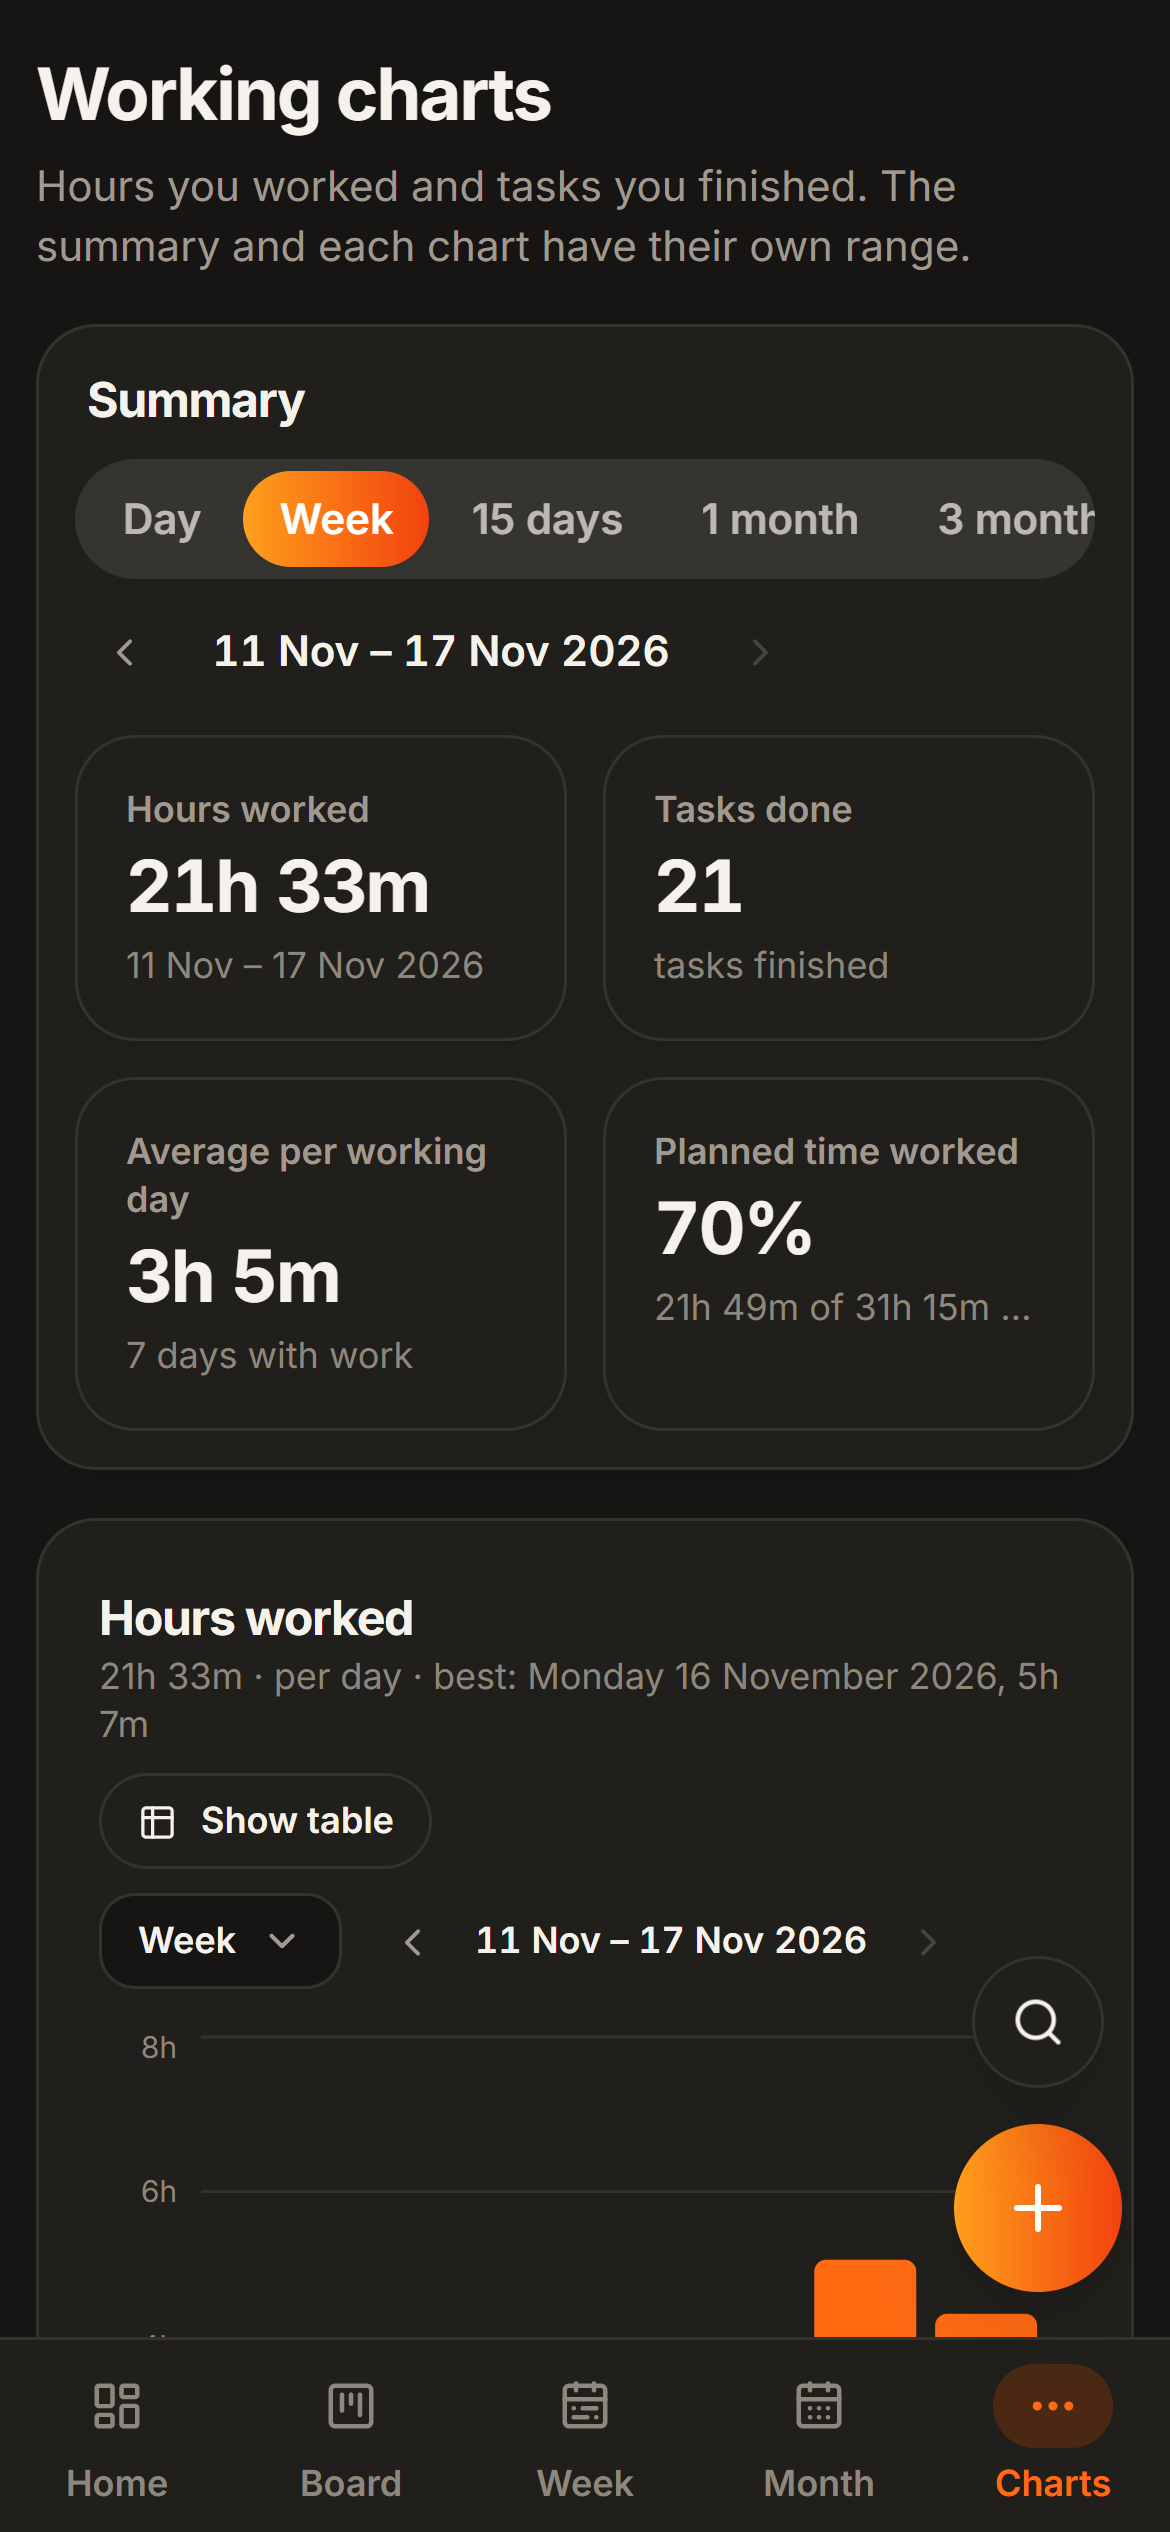 Working charts
Hours you worked and tasks you finished. The
summary and each chart have their own range.
Summary
Day
Week
15 days
1 month
3 month
11 Nov – 17 Nov 2026
Hours worked
21h 33m
11 Nov – 17 Nov 2026
Tasks done
21
tasks finished
Average per working
day
3h 5m
7 days with work
Planned time worked
70%
21h 49m of 31h 15m ...
Hours worked
21h 33m · per day · best: Monday 16 November 2026, 5h
7m
Show table
Week
11 Nov – 17 Nov 2026
8h
6h
Home
Board
Week
Month
Charts